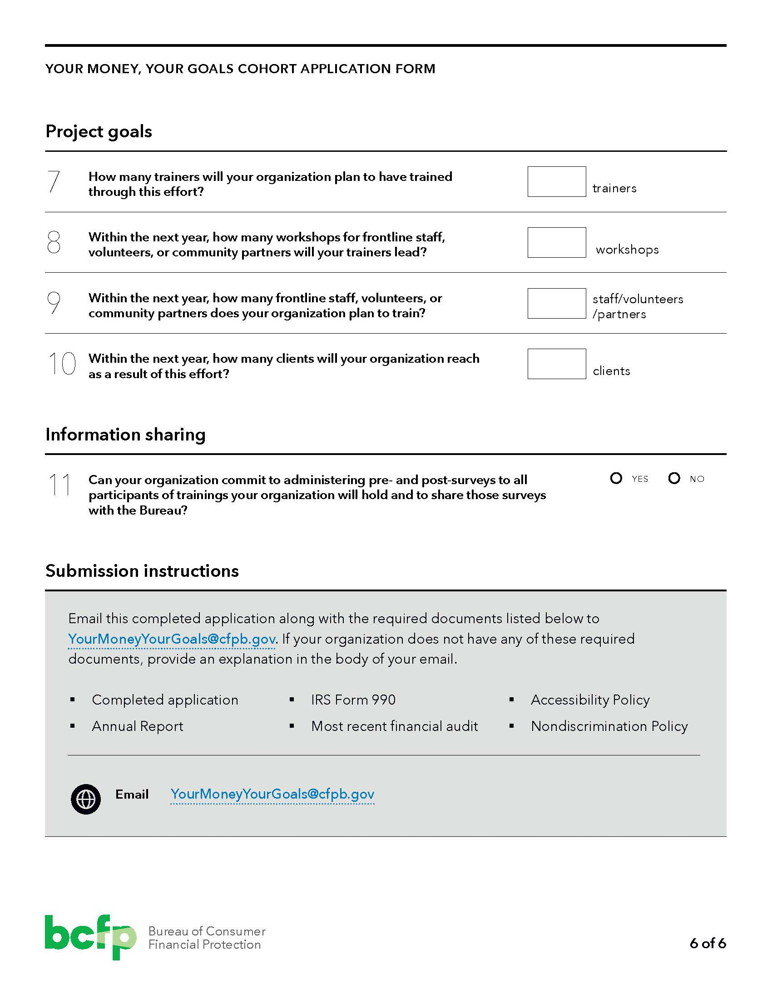 YOUR MONEY, YOUR GOALS COHORT APPLICATION FORM
Project goals
7
How many trainers will your organization plan to have trained
through this effort?
trainers
8
Within the next year, how many workshops for frontline staff,
volunteers, or community partners will your trainers lead?
workshops
9
Within the next year, how many frontline staff, volunteers, or
community partners does your organization plan to train?
staff/volunteers
/partners
10
Within the next year, how many clients will your organization reach
as a result of this effort?
clients
Information sharing
11
Can your organization commit to administering pre- and post-surveys to all
participants of trainings your organization will hold and to share those surveys
with the Bureau?
YES NO
Submission instructions
Email this completed application along with the required documents listed below to
YourMoneyYourGoals@cfpb.gov. If your organization does not have any of these required
documents, provide an explanation in the body of your email.
▪ Completed application
▪ Annual Report
▪ IRS Form 990
▪ Most recent financial audit
▪ Accessibility Policy
▪ Nondiscrimination Policy
Email YourMoneyYourGoals@cfpb.gov
bcfp
Bureau of Consumer
Financial Protection
6 of 6